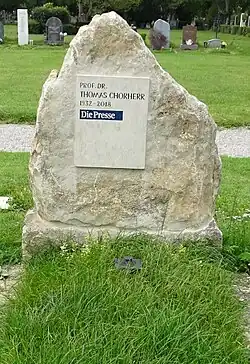 PROF. DR.
THOMAS CHORHERR
1932-2018
Die Presse